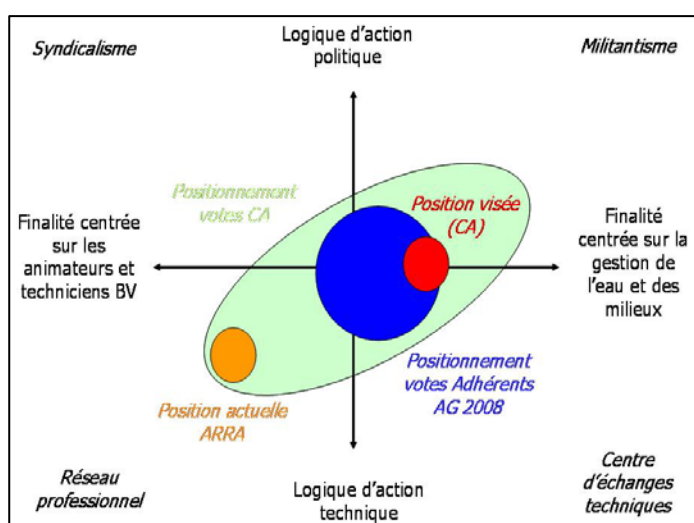 Syndicalisme
Logique d'action
politique
Militantisme
Positionnement
votes CA
Position visée
(CA)
Finalité centrée
sur les
animateurs et
techniciens BV
Finalité
centrée sur la
gestion de
l'eau et des
milieux
Positionnement
votes Adhérents
AG 2008
Position actuelle
ARRA
Réseau
professionnel
Logique d'action
technique
Centre
d'échanges
techniques